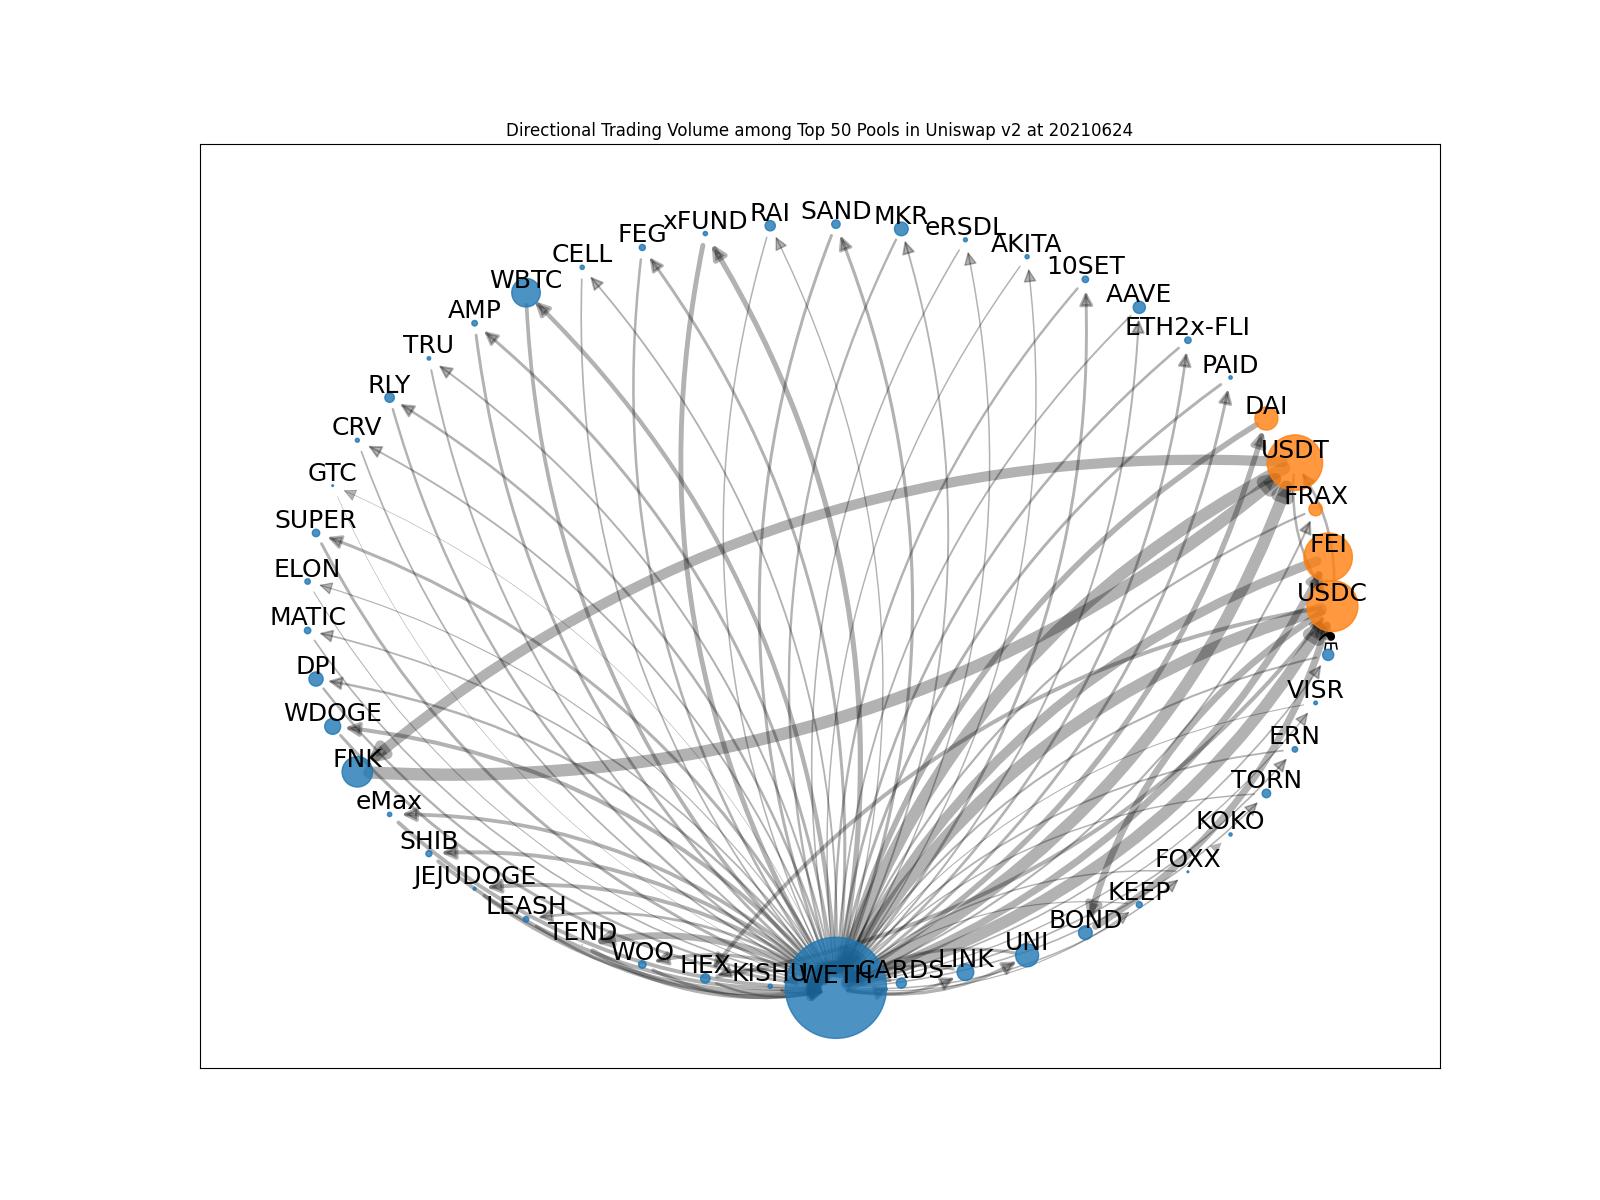 Directional Trading Volume among Top 50 Pools in Uniswap v2 at 20210624
SAND
RAI
MKR
xFUND
eRSDL
FEG
AKITA
CELL
10SET
WBTC
AAVE
AMP
ETH2x-FLI
TRU
PAID
RLY
DAI
CRV
USDT
GTC
FRAX
SUPER
FEI
ELON
USDC
MATIC
DPI
VISR
WDOGE
ERN
FNK
TORN
eMax
KOKO
SHIB
FOXX
JEJUDOGE
KEEP
LEASH
BOND
TEND
UNI
WOO
LINK
HEX
KISHU
WETH
CARDS